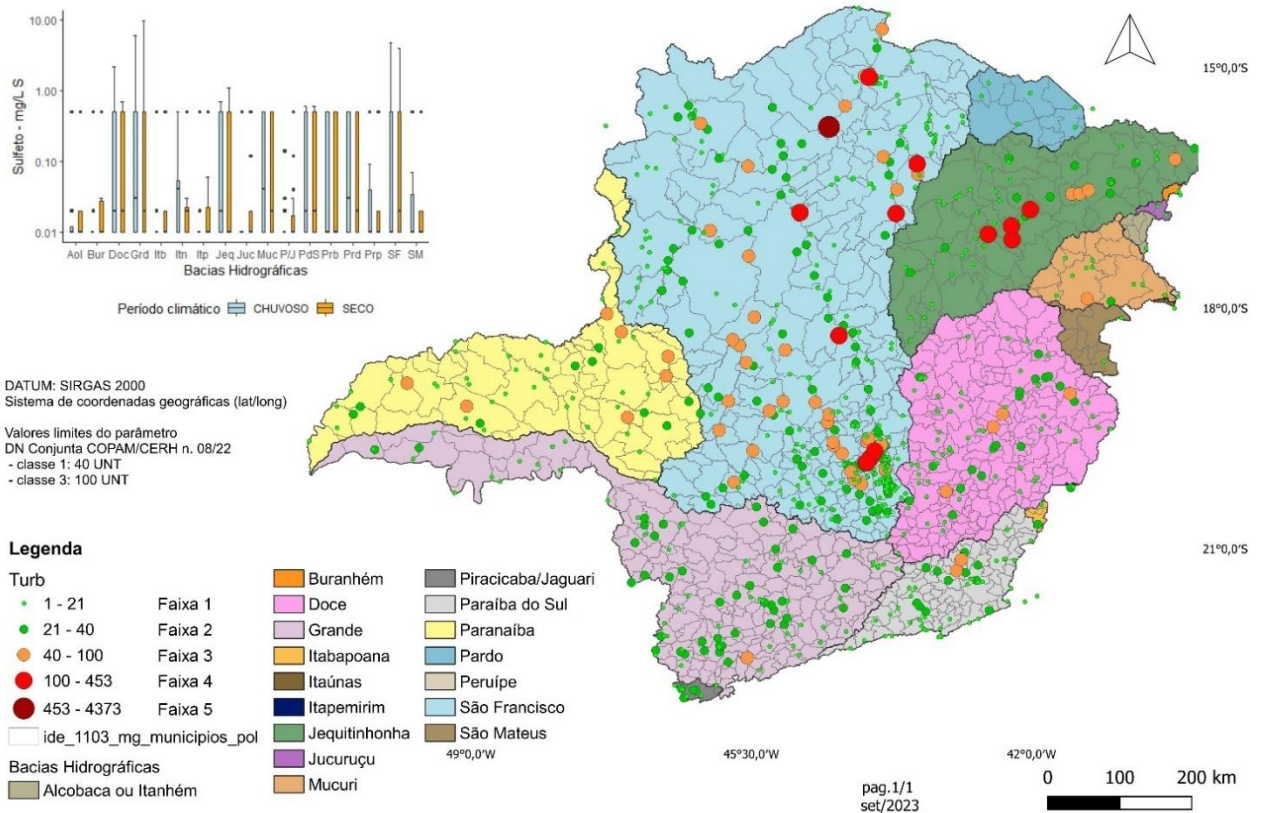 10.00
1.00
0.10
0.01
Sulfeto - mg/L S
Aol Bur Doc Grd Itb Itn Itp Jeq Juc Muc P/J PdS Prb Prd Prp SF SM
Bacias Hidrográficas
Período climático CHUVOSO SECO
15°0,0'S
18°0,0'S
21°0,0'S
DATUM: SIRGAS 2000
Sistema de coordenadas geográficas (lat/long)
Valores limites do parâmetro
DN Conjunta COPAM/CERH n. 08/22
- classe 1: 40 UNT
- classe 3: 100 UNT
Legenda
Turb
1 - 21 Faixa 1
21 - 40 Faixa 2
40 - 100 Faixa 3
100 - 453 Faixa 4
453 - 4373 Faixa 5
ide_1103_mg_municipios_pol
Bacias Hidrográficas
Alcobaca ou Itanhém
Buranhém
Doce
Grande
Itabapoana
Itaúnas
Itapemirim
Jequitinhonha
Jucuruçu
Mucuri
Piracicaba/Jaguari
Paraíba do Sul
Paranaíba
Pardo
Peruípe
São Francisco
São Mateus
49°0,0'W
45°30,0'W
42°0,0'W
pag.1/1
set/2023
0 100 200 km